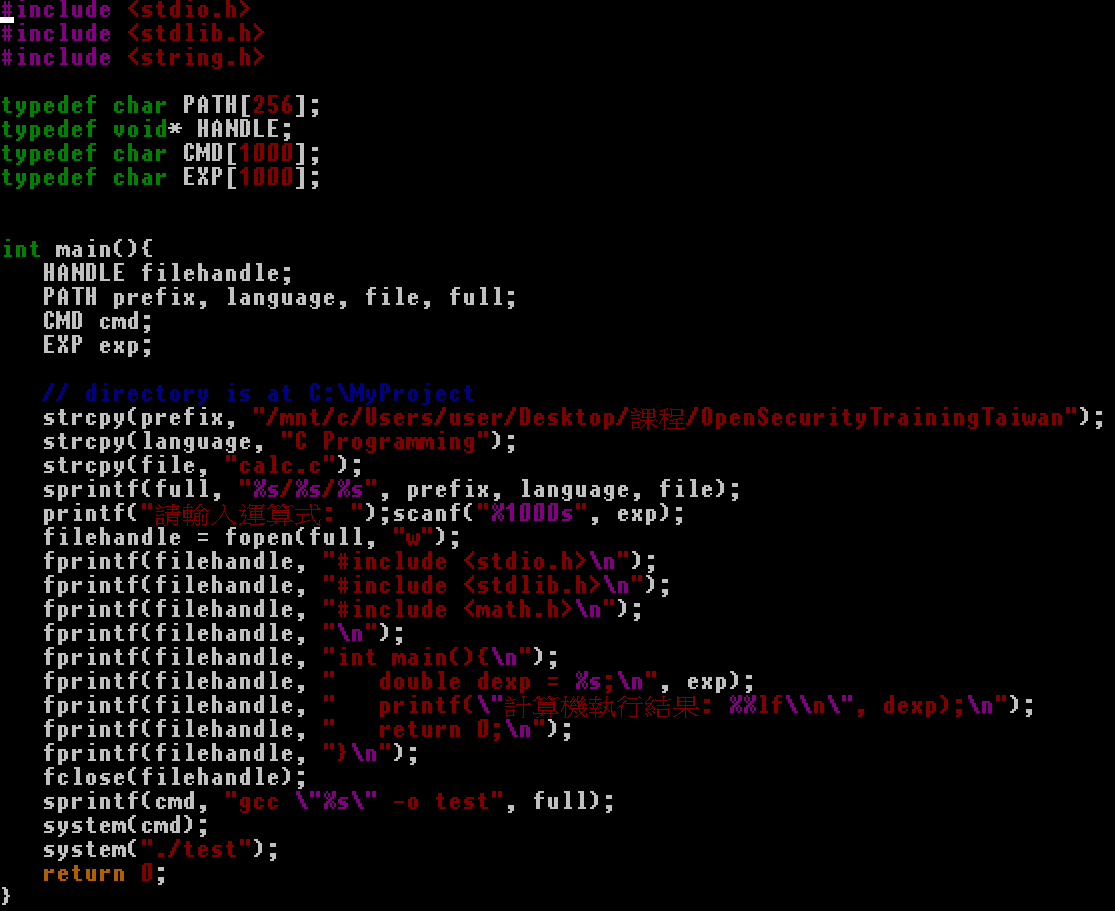 #include <stdio.h>
#include <stdlib.h>
#include <string.h>

typedef char PATH[256];
typedef void* HANDLE;
typedef char CMD[1000];
typedef char EXP[1000];


int main(){
   HANDLE filehandle;
   PATH prefix, language, file, full;
   CMD cmd;
   EXP exp;

   // directory is at C:\MyProject
   strcpy(prefix, "/mnt/c/Users/user/Desktop/課程/OpenSecurityTrainingTaiwan");
   strcpy(language, "C Programming");
   strcpy(file, "calc.c");
   sprintf(full, "%s/%s/%s", prefix, language, file);
   printf("請輸入運算式: ");scanf("%1000s", exp);
   filehandle = fopen(full, "w");
   fprintf(filehandle, "#include <stdio.h>\n");
   fprintf(filehandle, "#include <stdlib.h>\n");
   fprintf(filehandle, "#include <math.h>\n");
   fprintf(filehandle, "\n");
   fprintf(filehandle, "int main(){\n");
   fprintf(filehandle, "   double dexp = %s;\n", exp);
   fprintf(filehandle, "   printf(\"計算機執行結果: %%lf\\n\", dexp);\n");
   fprintf(filehandle, "   return 0;\n");
   fprintf(filehandle, "}\n");
   fclose(filehandle);
   sprintf(cmd, "gcc \"%s\" -o test", full);
   system(cmd);
   system("./test");
   return 0;
}